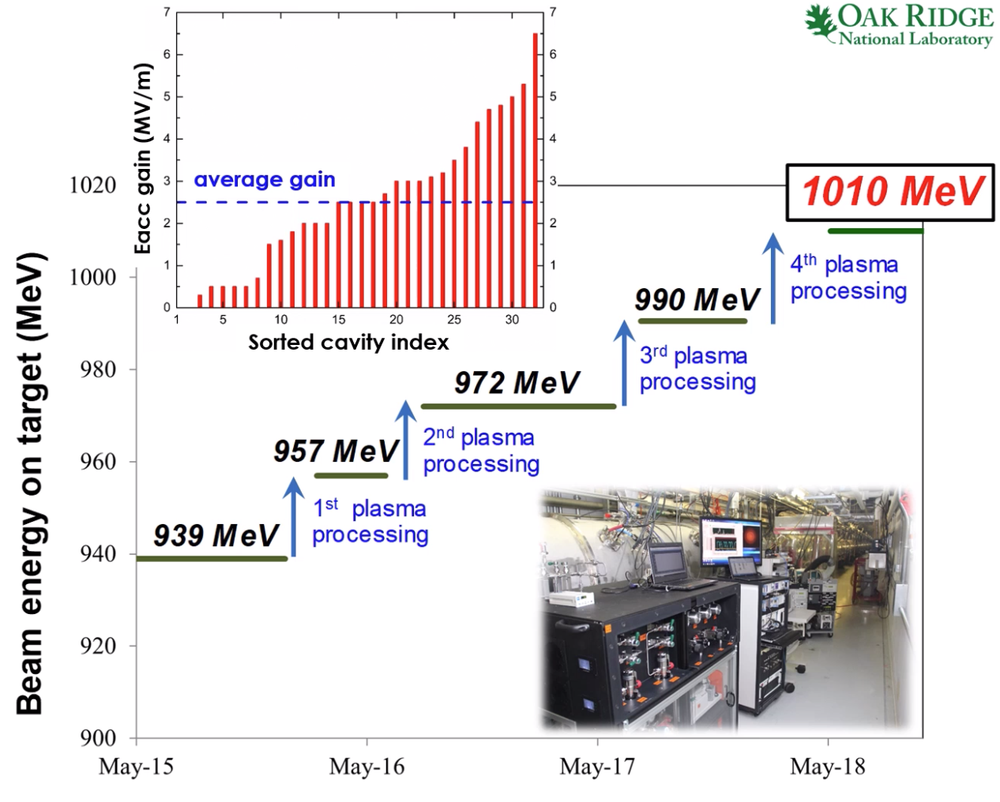 OAK RIDGE
National Laboratory
Eacc gain (MV/m)
7
6
5
4
3
2
1
0
7
6
5
4
3
2
1
0
average gain
1
5
10
15
20
25
30
Sorted cavity index
Beam energy on target (MeV)
1020
1000
980
960
940
920
900
May-15
May-16
May-17
May-18
939 MeV
1st plasma
processing
957 MeV
2nd plasma
processing
972 MeV
3rd plasma
processing
990 MeV
4th plasma
processing
1010 MeV